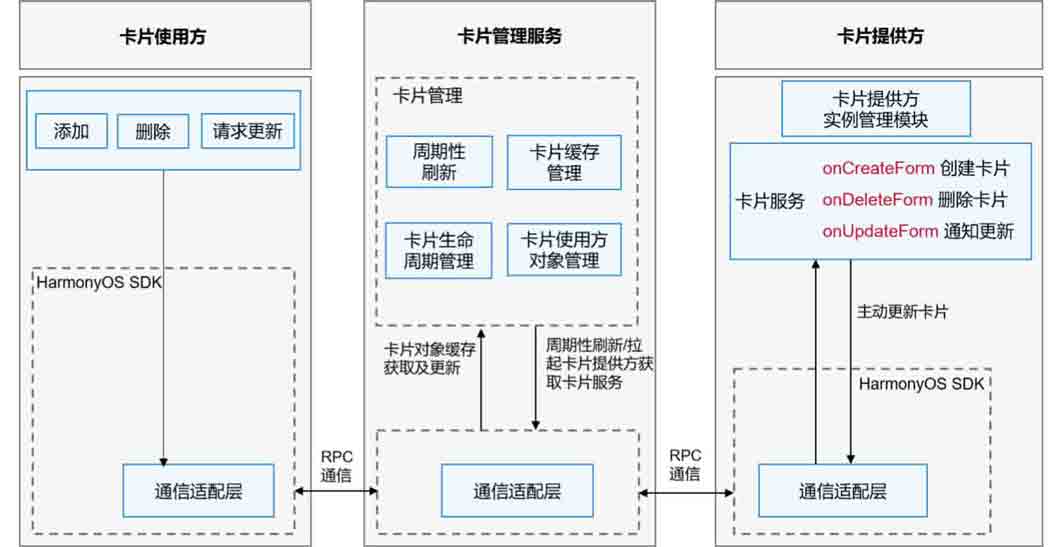 卡片使用方
添加
删除
请求更新
HarmonyOS SDK
通信适配层
RPC
通信
卡片管理服务
卡片管理
周期性
刷新
卡片缓存
管理
卡片生命
周期管理
卡片使用方
对象管理
卡片对象缓存
获取及更新
周期性刷新/拉
起卡片提供方获
取卡片服务
通信适配层
RPC
通信
卡片提供方
卡片提供方
实例管理模块
卡片服务
onCreateForm 创建卡片
onDeleteForm 删除卡片
onUpdateForm 通知更新
主动更新卡片
HarmonyOS SDK
通信适配层